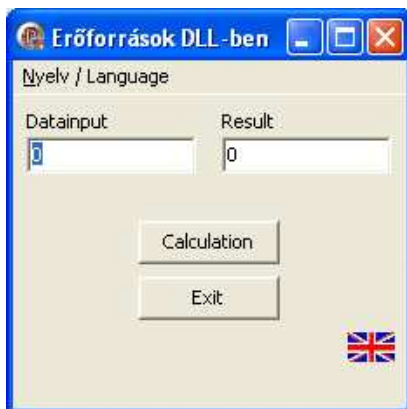 Erőforrások DLL-ben
Nyelv / Language
Datainput Result
0 0
Calculation
Exit